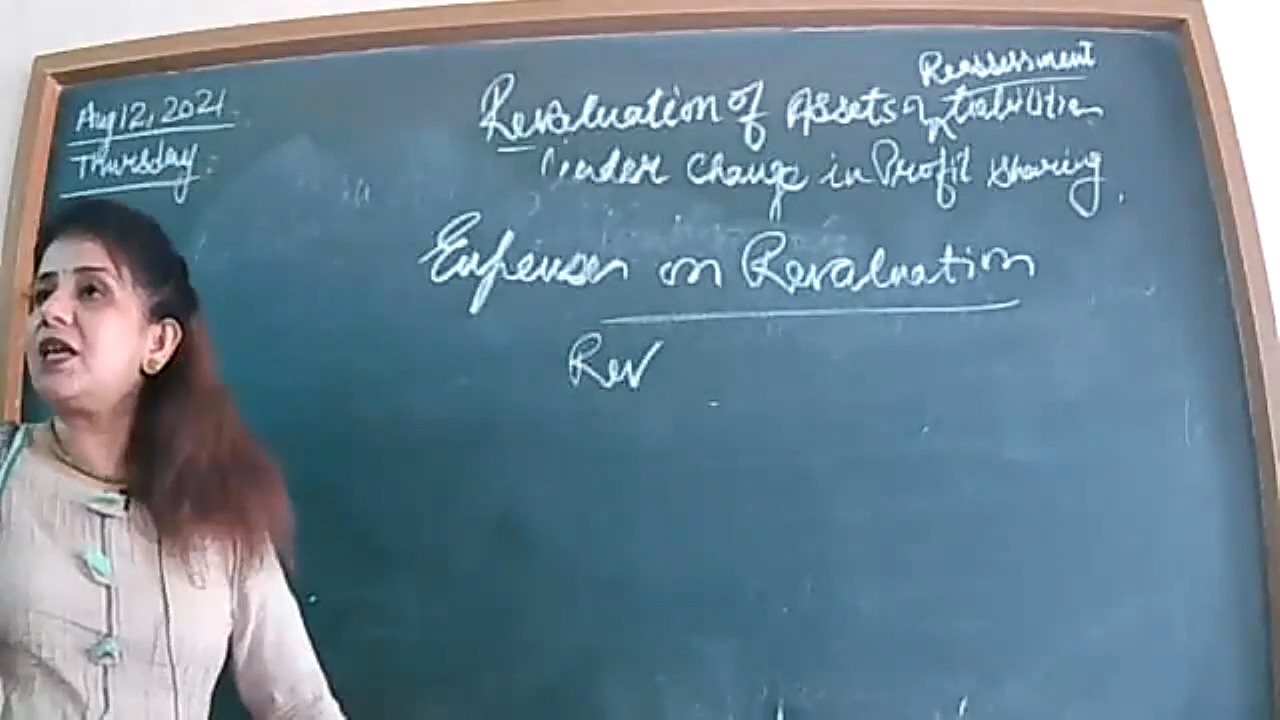 Aug 12, 2021
Thursday:
Reassessment
Revaluation of Assets n Liabilities
Under Change in Profit sharing.
Expenses on Revaluation
Rev